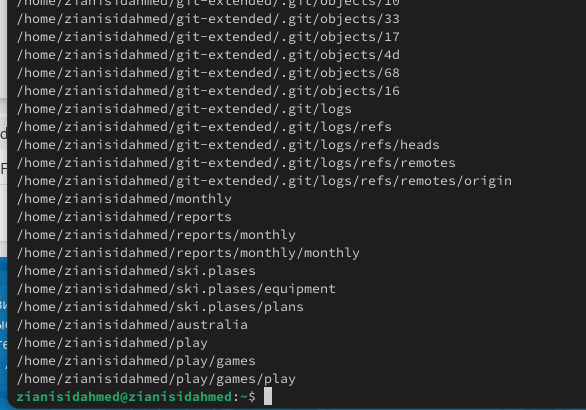 /home/zianisidahmed/git-extended/.git/objects/10
/home/zianisidahmed/git-extended/.git/objects/33
/home/zianisidahmed/git-extended/.git/objects/17
/home/zianisidahmed/git-extended/.git/objects/4d
/home/zianisidahmed/git-extended/.git/objects/68
/home/zianisidahmed/git-extended/.git/objects/16
/home/zianisidahmed/git-extended/.git/logs
/home/zianisidahmed/git-extended/.git/logs/refs
/home/zianisidahmed/git-extended/.git/logs/refs/heads
/home/zianisidahmed/git-extended/.git/logs/refs/remotes
/home/zianisidahmed/git-extended/.git/logs/refs/remotes/origin
/home/zianisidahmed/monthly
/home/zianisidahmed/reports
/home/zianisidahmed/reports/monthly
/home/zianisidahmed/reports/monthly/monthly
/home/zianisidahmed/ski.plases
/home/zianisidahmed/ski.plases/equipment
/home/zianisidahmed/ski.plases/plans
/home/zianisidahmed/australia
/home/zianisidahmed/play
/home/zianisidahmed/play/games
/home/zianisidahmed/play/games/play
zianisidahmed@zianisidahmed:~$